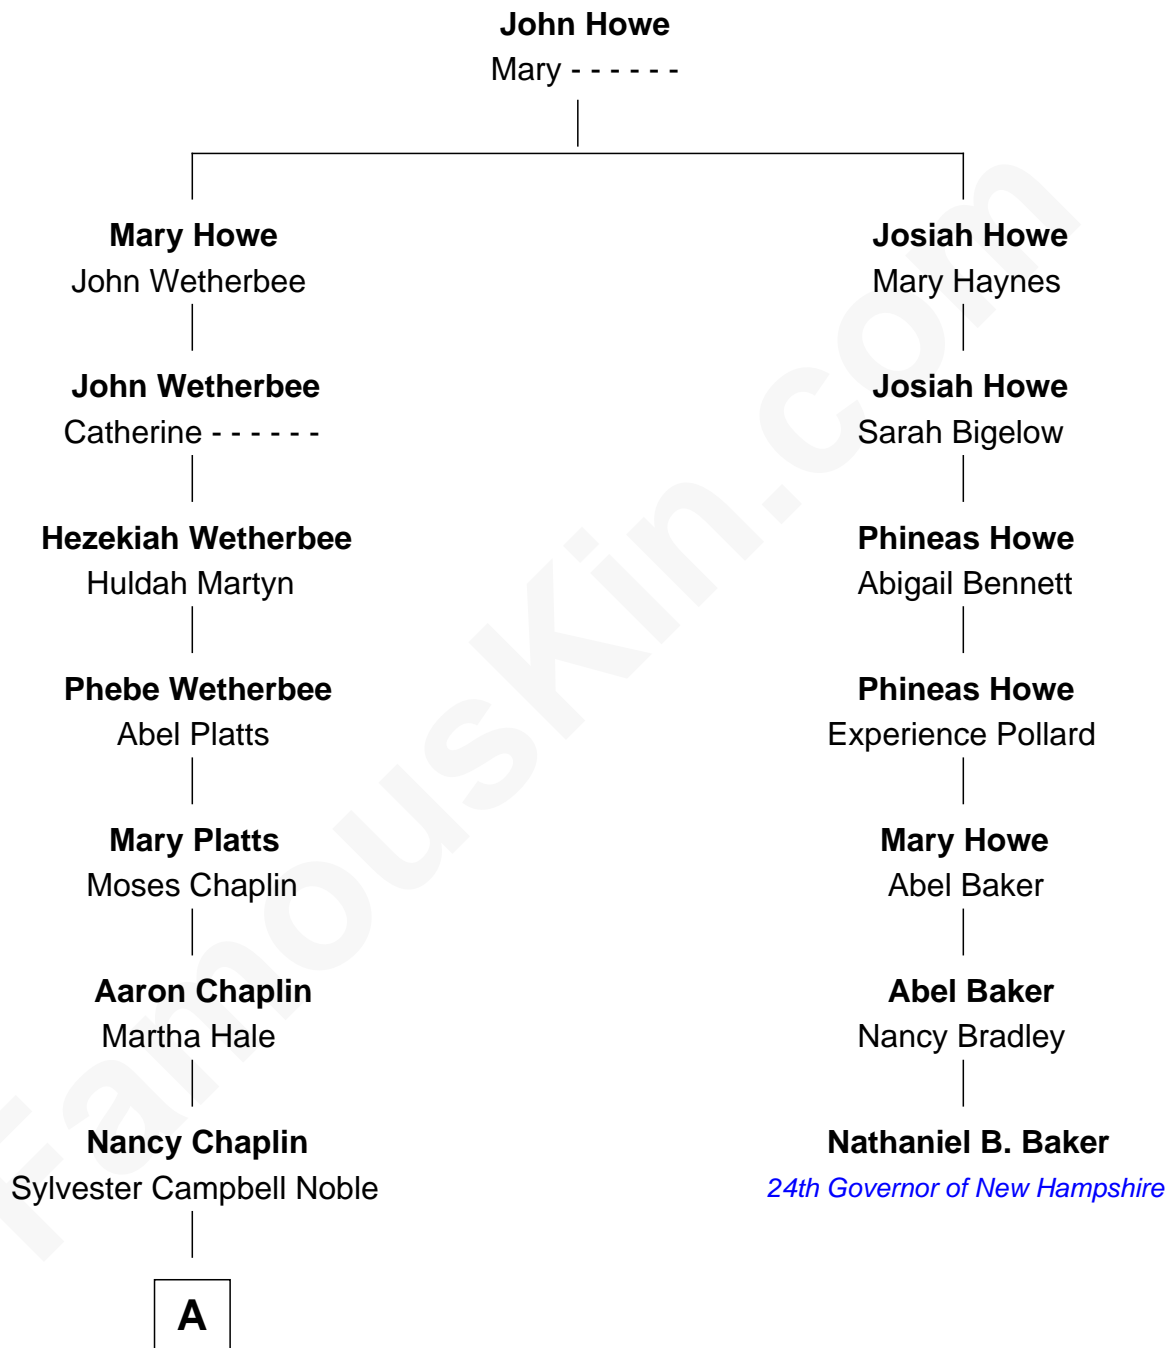 John Howe
Mary - - - - - -
Mary Howe
John Wetherbee
Josiah Howe
Mary Haynes
John Wetherbee
Catherine - - - - - -
Josiah Howe
Sarah Bigelow
Hezekiah Wetherbee
Huldah Martyn
Phineas Howe
Abigail Bennett
Phebe Wetherbee
Abel Platts
Phineas Howe
Experience Pollard
Mary Platts
Moses Chaplin
Mary Howe
Abel Baker
Aaron Chaplin
Martha Hale
Abel Baker
Nancy Bradley
Nancy Chaplin
Sylvester Campbell Noble
Nathaniel B. Baker
24th Governor of New Hampshire
A
FamousKin.com